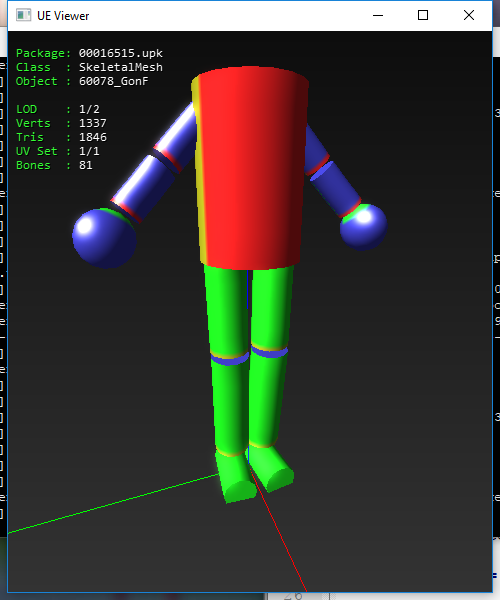 UE Viewer
Package: 00016515.upk
Class : SkeletalMesh
Object : 60078_GonF
LOD : 1/2
Verts : 1337
Tris : 1846
UV Set : 1/1
Bones : 81